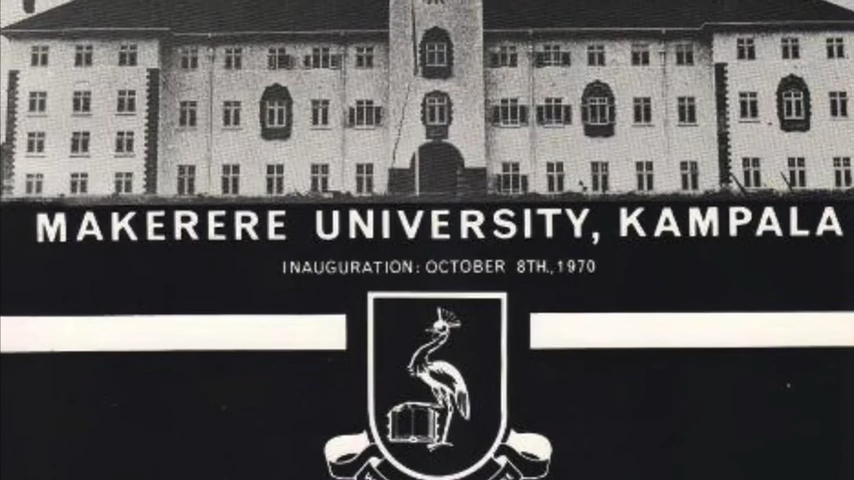 MAKERERE UNIVERSITY, KAMPALA
INAUGURATION: OCTOBER 8TH., 1970